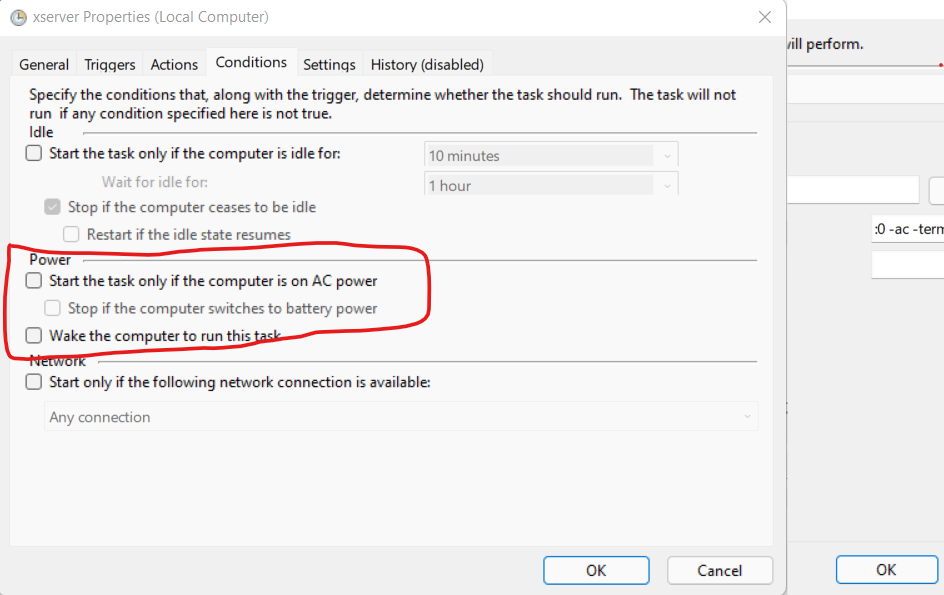 xserver Properties (Local Computer)
General Triggers Actions Conditions Settings History (disabled)
Specify the conditions that, along with the trigger, determine whether the task should run. The task will not
run if any condition specified here is not true.
Idle
Start the task only if the computer is idle for: 10 minutes
Wait for idle for: 1 hour
Stop if the computer ceases to be idle
Restart if the idle state resumes
Power
Start the task only if the computer is on AC power
Stop if the computer switches to battery power
Wake the computer to run this task
Network
Start only if the following network connection is available:
Any connection
OK Cancel
will perform.
:0 -ac -term
OK